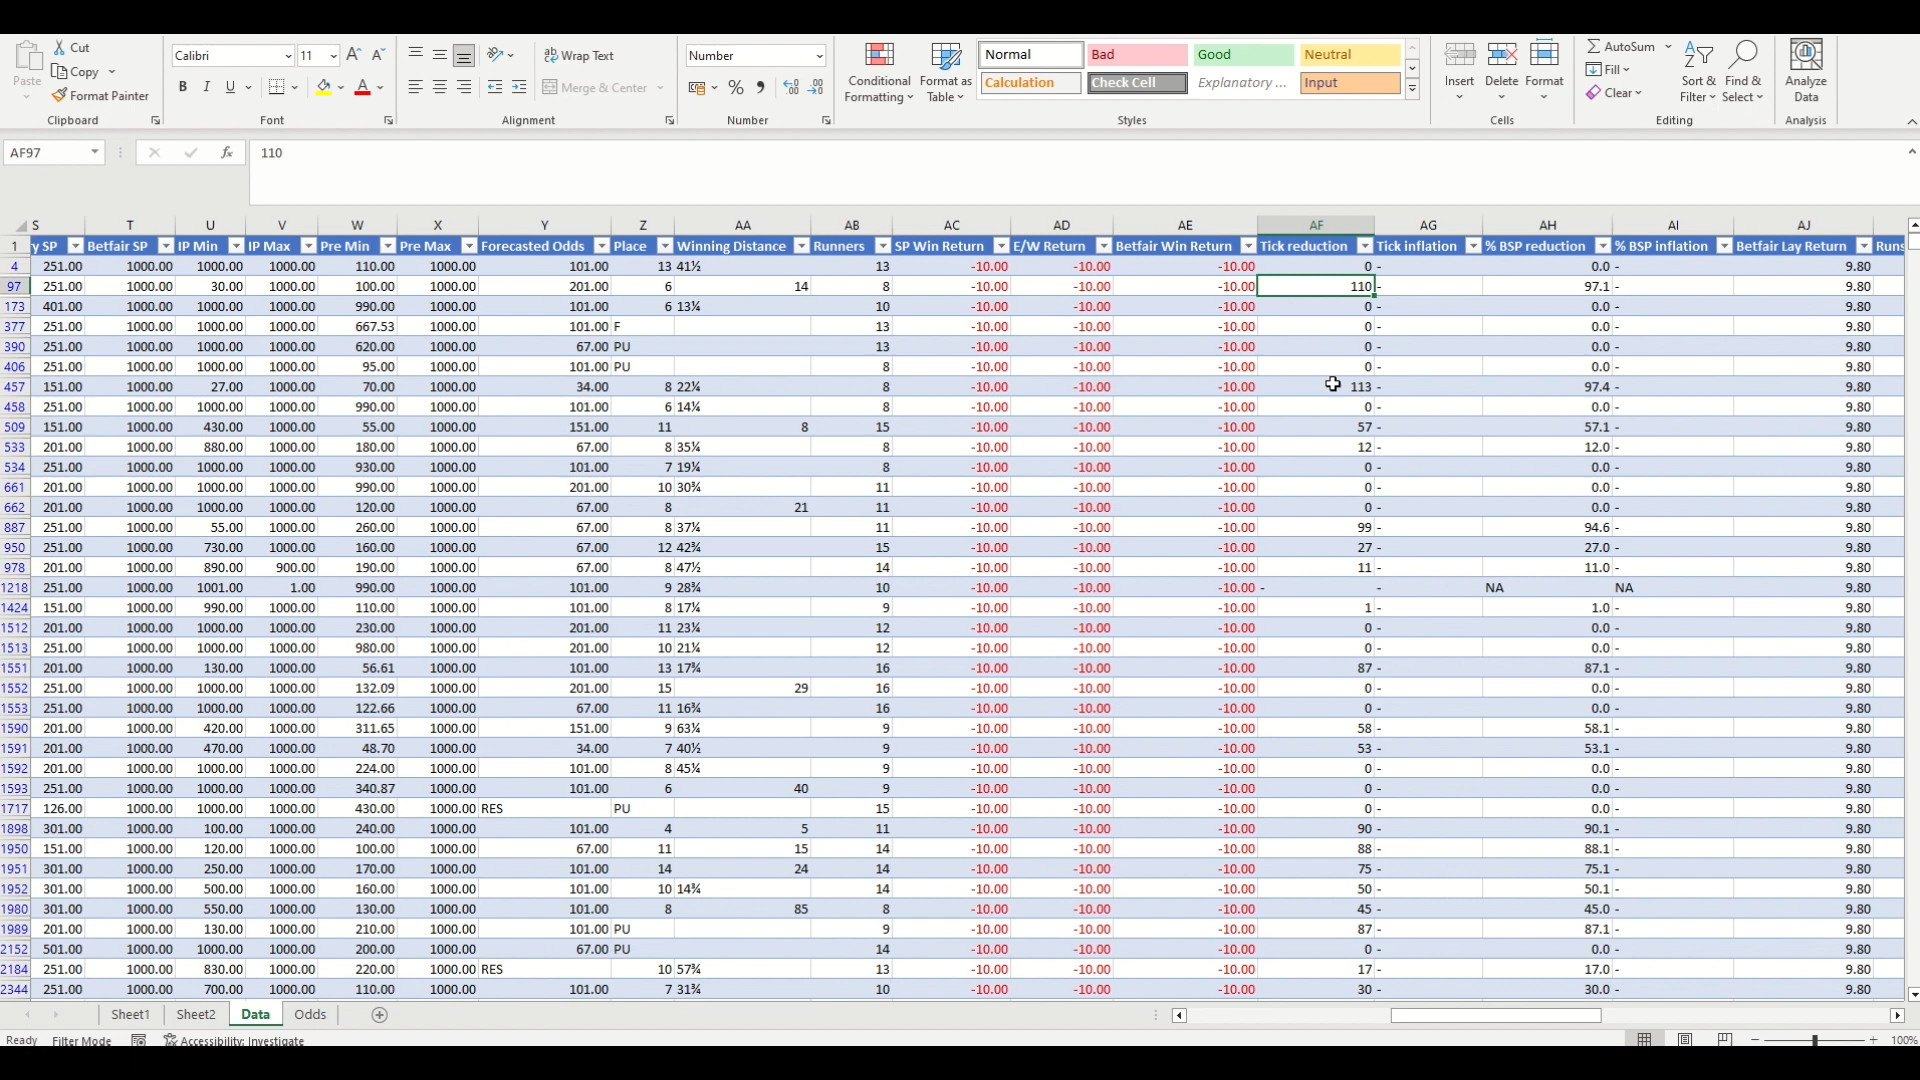 Cut
Calibri 11 Wrap Text Number Normal Bad Good Neutral AutoSum
Paste Copy Conditional Formatting Format as Table Insert Delete Format Fill Sort & Filter Find & Select Analyze Data
Format Painter B I U Merge & Center % Calculation Check Cell Explanatory ... Input Clear
Clipboard Font Alignment Number Styles Cells Editing Analysis
AF97 fx 110
S T U V W X Y Z AA AB AC AD AE AF AG AH AI AJ
1 y SP Betfair SP IP Min IP Max Pre Min Pre Max Forecasted Odds Place Winning Distance Runners SP Win Return E/W Return Betfair Win Return Tick reduction Tick inflation % BSP reduction % BSP inflation Betfair Lay Return Runs
4 251.00 1000.00 1000.00 1000.00 110.00 1000.00 101.00 13 41½ 13 -10.00 -10.00 -10.00 0 - 0.0 - 9.80
97 251.00 1000.00 30.00 1000.00 100.00 1000.00 201.00 6 14 8 -10.00 -10.00 -10.00 110 - 97.1 - 9.80
173 401.00 1000.00 1000.00 1000.00 990.00 1000.00 101.00 6 13¼ 10 -10.00 -10.00 -10.00 0 - 0.0 - 9.80
377 251.00 1000.00 1000.00 1000.00 667.53 1000.00 101.00 F 13 -10.00 -10.00 -10.00 0 - 0.0 - 9.80
390 251.00 1000.00 1000.00 1000.00 620.00 1000.00 67.00 PU 13 -10.00 -10.00 -10.00 0 - 0.0 - 9.80
406 251.00 1000.00 1000.00 1000.00 95.00 1000.00 101.00 PU 8 -10.00 -10.00 -10.00 0 - 0.0 - 9.80
457 151.00 1000.00 27.00 1000.00 70.00 1000.00 34.00 8 22¼ 8 -10.00 -10.00 -10.00 113 - 97.4 - 9.80
458 251.00 1000.00 1000.00 1000.00 990.00 1000.00 101.00 6 14¼ 8 -10.00 -10.00 -10.00 0 - 0.0 - 9.80
509 151.00 1000.00 430.00 1000.00 55.00 1000.00 151.00 11 8 15 -10.00 -10.00 -10.00 57 - 57.1 - 9.80
533 201.00 1000.00 880.00 1000.00 180.00 1000.00 67.00 8 35¼ 8 -10.00 -10.00 -10.00 12 - 12.0 - 9.80
534 251.00 1000.00 1000.00 1000.00 930.00 1000.00 101.00 7 19¼ 8 -10.00 -10.00 -10.00 0 - 0.0 - 9.80
661 201.00 1000.00 1000.00 1000.00 990.00 1000.00 201.00 10 30¾ 11 -10.00 -10.00 -10.00 0 - 0.0 - 9.80
662 201.00 1000.00 1000.00 1000.00 120.00 1000.00 67.00 8 21 11 -10.00 -10.00 -10.00 0 - 0.0 - 9.80
887 251.00 1000.00 55.00 1000.00 260.00 1000.00 67.00 8 37¼ 11 -10.00 -10.00 -10.00 99 - 94.6 - 9.80
950 251.00 1000.00 730.00 1000.00 160.00 1000.00 67.00 12 42¾ 15 -10.00 -10.00 -10.00 27 - 27.0 - 9.80
978 201.00 1000.00 890.00 900.00 190.00 1000.00 67.00 8 47½ 14 -10.00 -10.00 -10.00 11 - 11.0 - 9.80
1218 251.00 1000.00 1001.00 1.00 990.00 1000.00 101.00 9 28¾ 10 -10.00 -10.00 -10.00 - - NA NA 9.80
1424 151.00 1000.00 990.00 1000.00 110.00 1000.00 101.00 8 17¼ 9 -10.00 -10.00 -10.00 1 - 1.0 - 9.80
1512 201.00 1000.00 1000.00 1000.00 230.00 1000.00 201.00 11 23¼ 12 -10.00 -10.00 -10.00 0 - 0.0 - 9.80
1513 251.00 1000.00 1000.00 1000.00 980.00 1000.00 201.00 10 21¼ 12 -10.00 -10.00 -10.00 0 - 0.0 - 9.80
1551 201.00 1000.00 130.00 1000.00 56.61 1000.00 101.00 13 17¾ 16 -10.00 -10.00 -10.00 87 - 87.1 - 9.80
1552 251.00 1000.00 1000.00 1000.00 132.09 1000.00 201.00 15 29 16 -10.00 -10.00 -10.00 0 - 0.0 - 9.80
1553 251.00 1000.00 1000.00 1000.00 122.66 1000.00 67.00 11 16¾ 16 -10.00 -10.00 -10.00 0 - 0.0 - 9.80
1590 201.00 1000.00 420.00 1000.00 311.65 1000.00 151.00 9 63¼ 9 -10.00 -10.00 -10.00 58 - 58.1 - 9.80
1591 201.00 1000.00 470.00 1000.00 48.70 1000.00 34.00 7 40½ 9 -10.00 -10.00 -10.00 53 - 53.1 - 9.80
1592 201.00 1000.00 1000.00 1000.00 224.00 1000.00 101.00 8 45¼ 9 -10.00 -10.00 -10.00 0 - 0.0 - 9.80
1593 251.00 1000.00 1000.00 1000.00 340.87 1000.00 101.00 6 40 9 -10.00 -10.00 -10.00 0 - 0.0 - 9.80
1717 126.00 1000.00 1000.00 1000.00 430.00 1000.00 RES PU 15 -10.00 -10.00 -10.00 0 - 0.0 - 9.80
1898 301.00 1000.00 100.00 1000.00 240.00 1000.00 101.00 4 5 11 -10.00 -10.00 -10.00 90 - 90.1 - 9.80
1950 151.00 1000.00 120.00 1000.00 100.00 1000.00 67.00 11 15 14 -10.00 -10.00 -10.00 88 - 88.1 - 9.80
1951 301.00 1000.00 250.00 1000.00 170.00 1000.00 101.00 14 24 14 -10.00 -10.00 -10.00 75 - 75.1 - 9.80
1952 301.00 1000.00 500.00 1000.00 160.00 1000.00 101.00 10 14¾ 14 -10.00 -10.00 -10.00 50 - 50.1 - 9.80
1980 301.00 1000.00 550.00 1000.00 130.00 1000.00 101.00 8 85 8 -10.00 -10.00 -10.00 45 - 45.0 - 9.80
1989 201.00 1000.00 130.00 1000.00 210.00 1000.00 101.00 PU 9 -10.00 -10.00 -10.00 87 - 87.1 - 9.80
2152 501.00 1000.00 1000.00 1000.00 200.00 1000.00 67.00 PU 14 -10.00 -10.00 -10.00 0 - 0.0 - 9.80
2184 251.00 1000.00 830.00 1000.00 220.00 1000.00 RES 10 57¾ 13 -10.00 -10.00 -10.00 17 - 17.0 - 9.80
2344 251.00 1000.00 700.00 1000.00 110.00 1000.00 101.00 7 31¾ 10 -10.00 -10.00 -10.00 30 - 30.0 - 9.80
Sheet1 Sheet2 Data Odds
Ready Filter Mode Accessibility: Investigate 100%